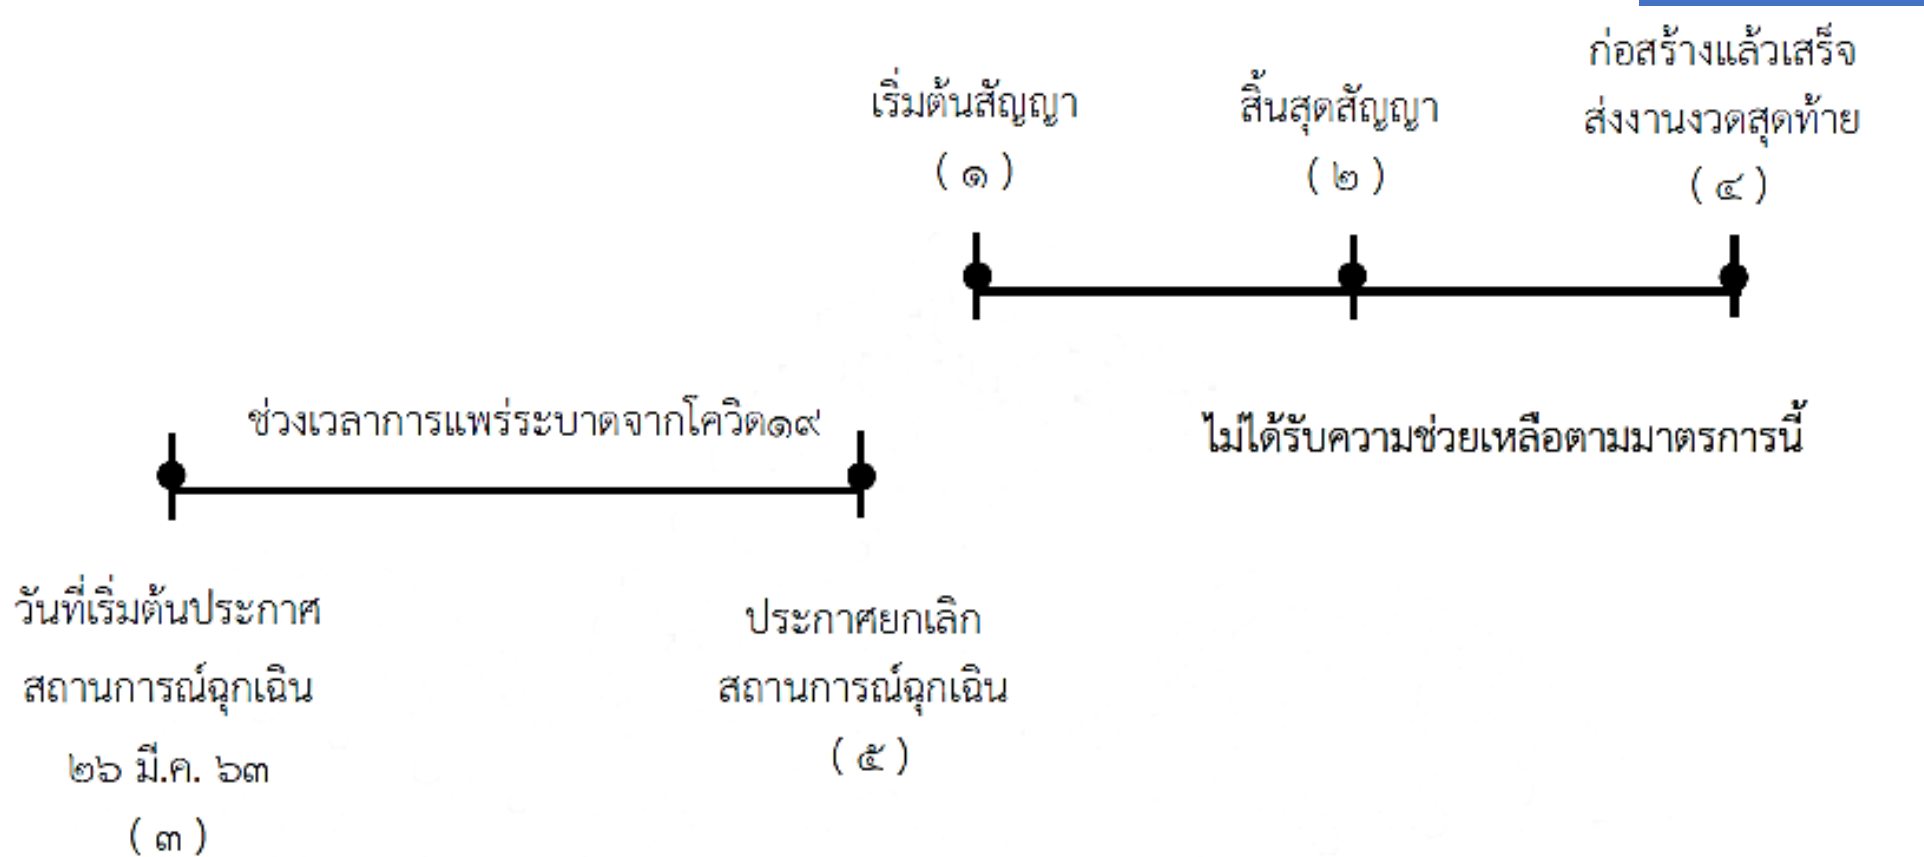 เริ่มต้นสัญญา
( ๑ )
สิ้นสุดสัญญา
( ๒ )
ก่อสร้างแล้วเสร็จ
ส่งงานงวดสุดท้าย
( ๔ )
ช่วงเวลาการแพร่ระบาดจากโควิด๑๙
ไม่ได้รับความช่วยเหลือตามมาตรการนี้
วันที่เริ่มต้นประกาศ
สถานการณ์ฉุกเฉิน
๒๖ มี.ค. ๖๓
( ๓ )
ประกาศยกเลิก
สถานการณ์ฉุกเฉิน
( ๕ )